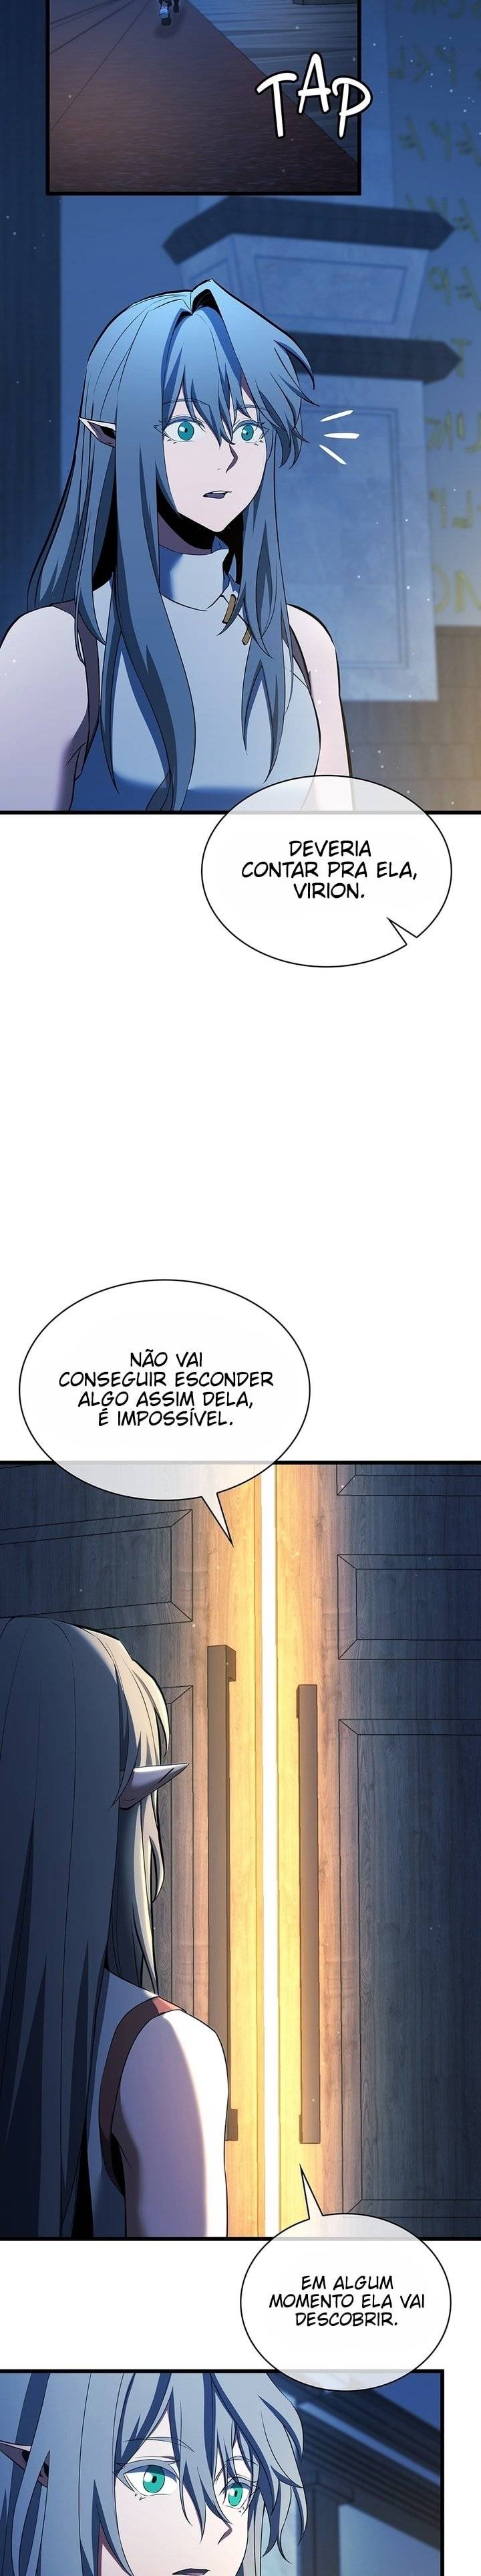 TAP
DEVERIA
CONTAR PRA ELA,
VIRION.
NÃO VAI
CONSEGUIR ESCONDER
ALGO ASSIM DELA,
É IMPOSSÍVEL.
EM ALGUM
MOMENTO ELA VAI
DESCOBRIR.